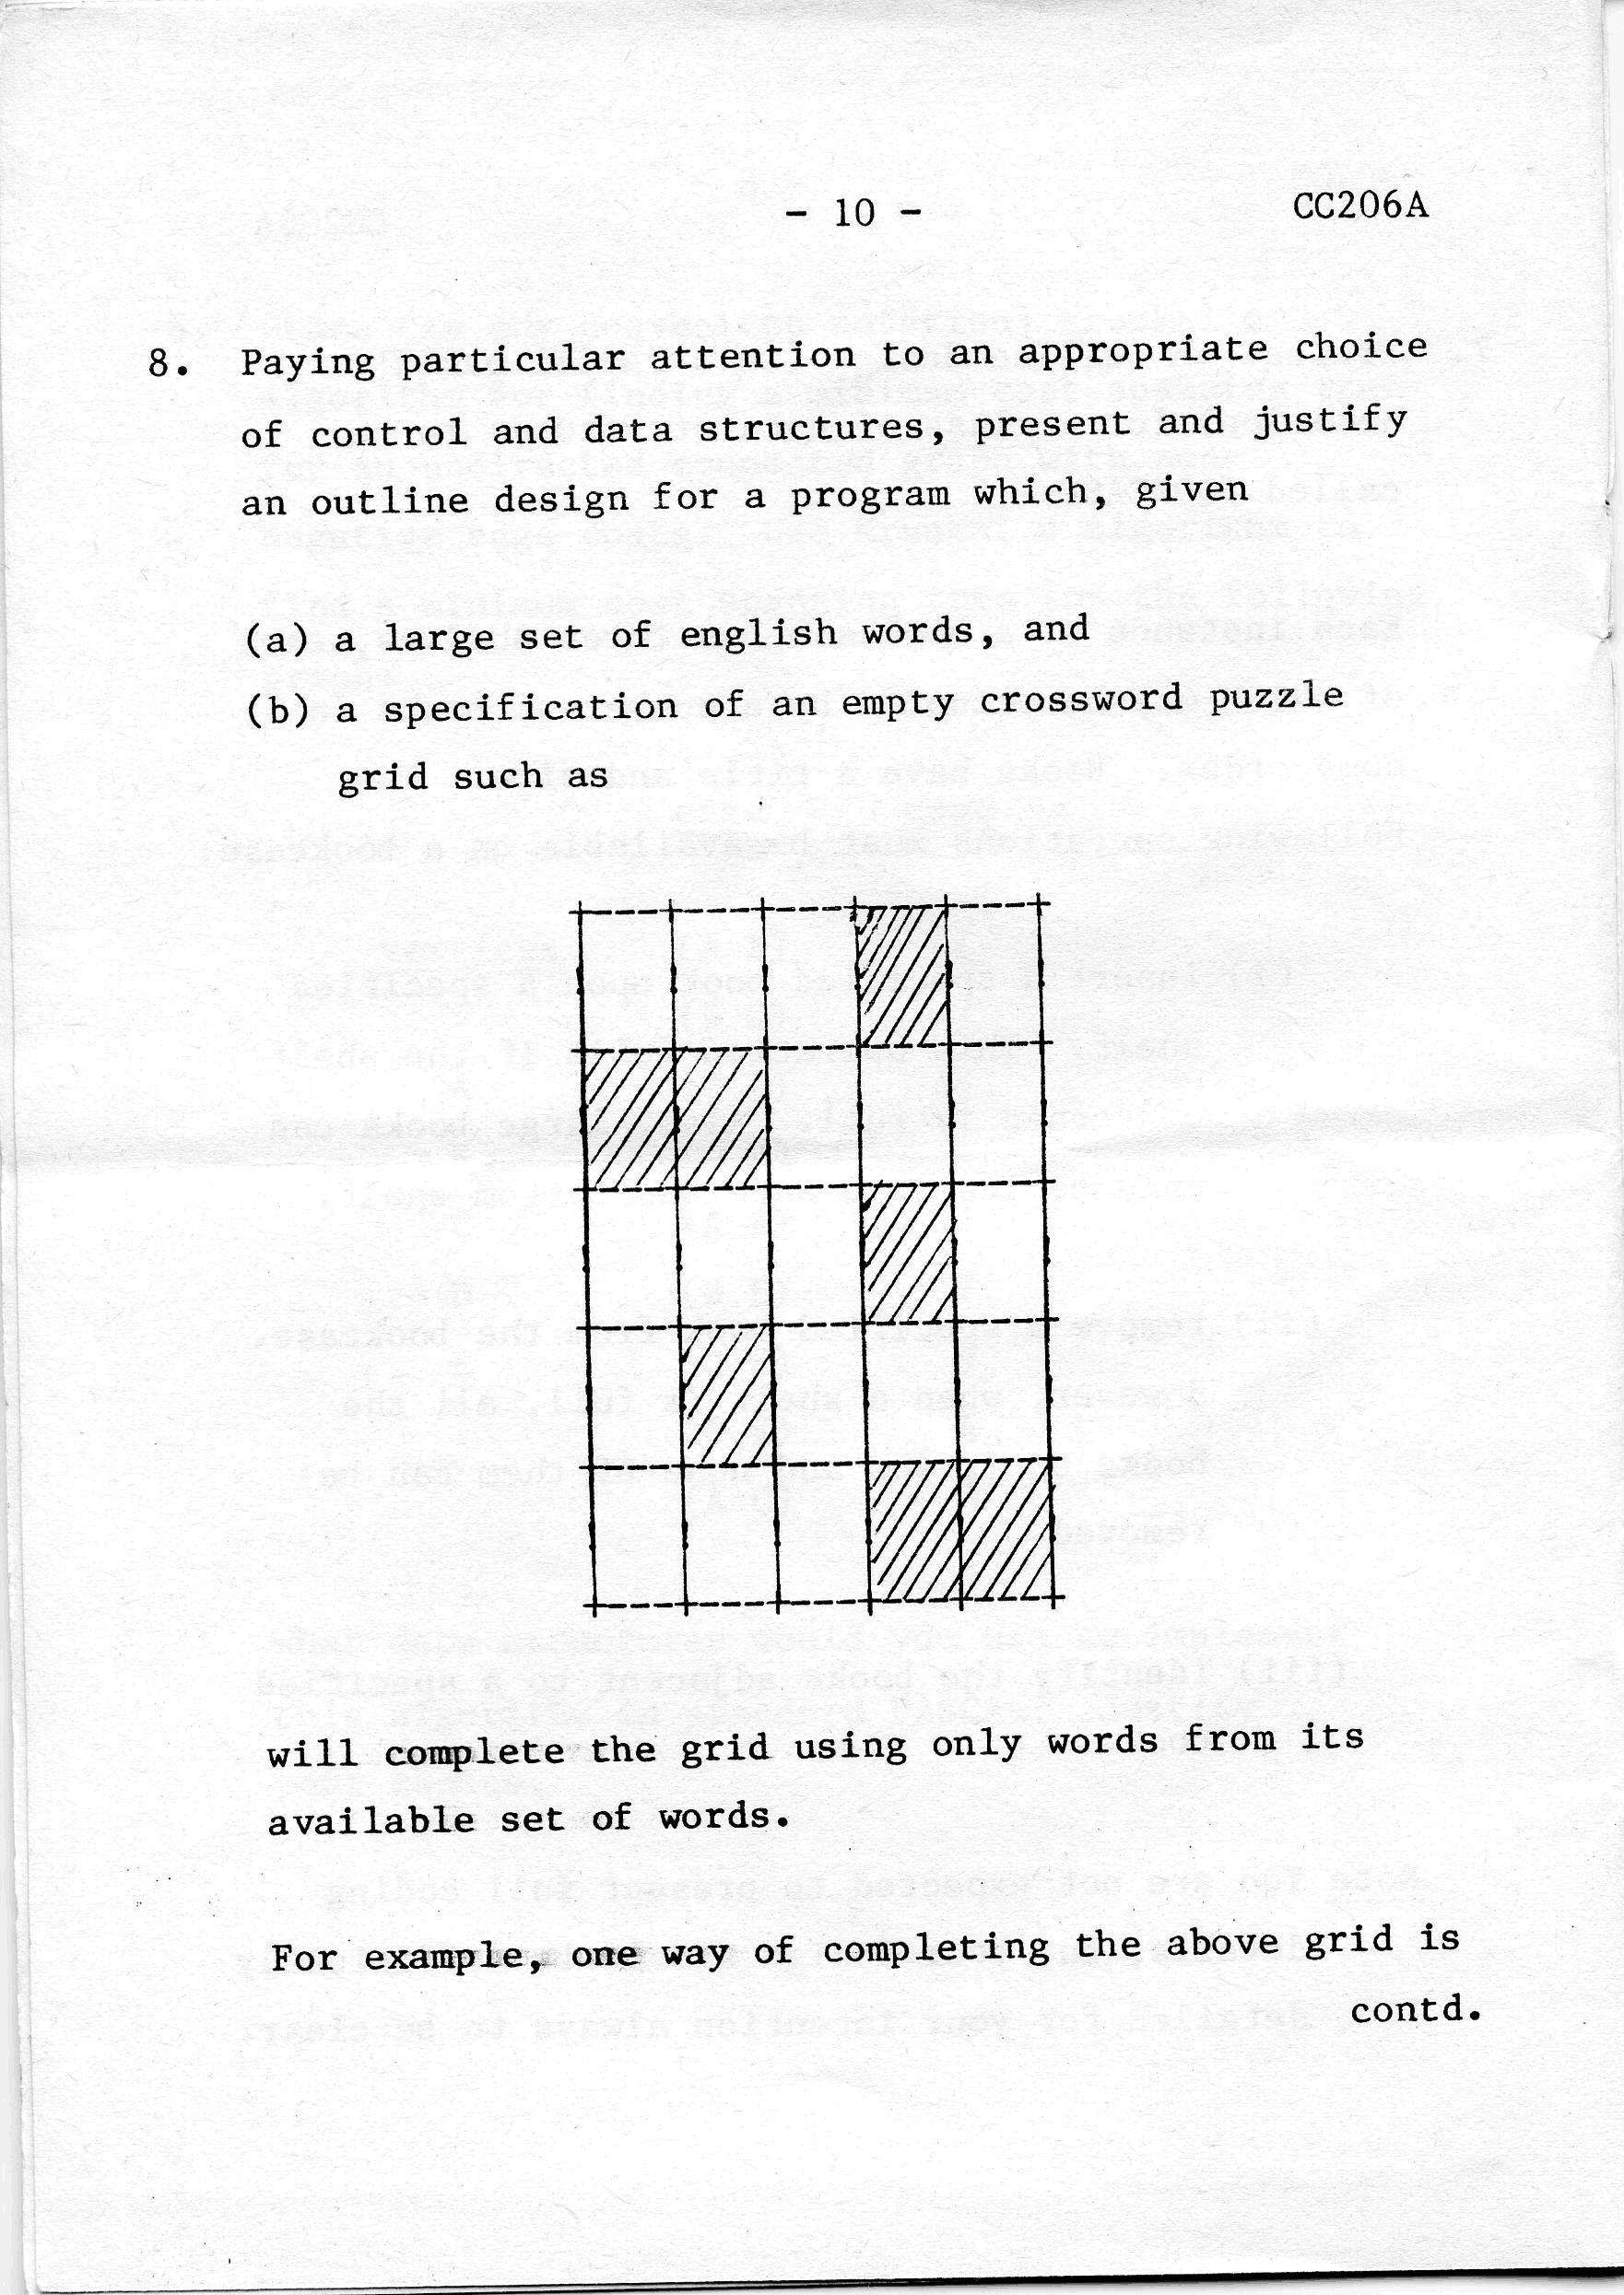 - 10 -
CC206A
8. Paying particular attention to an appropriate choice
of control and data structures, present and justify
an outline design for a program which, given
(a) a large set of english words, and
(b) a specification of an empty crossword puzzle
grid such as
will complete the grid using only words from its
available set of words.
For example, one way of completing the above grid is
contd.